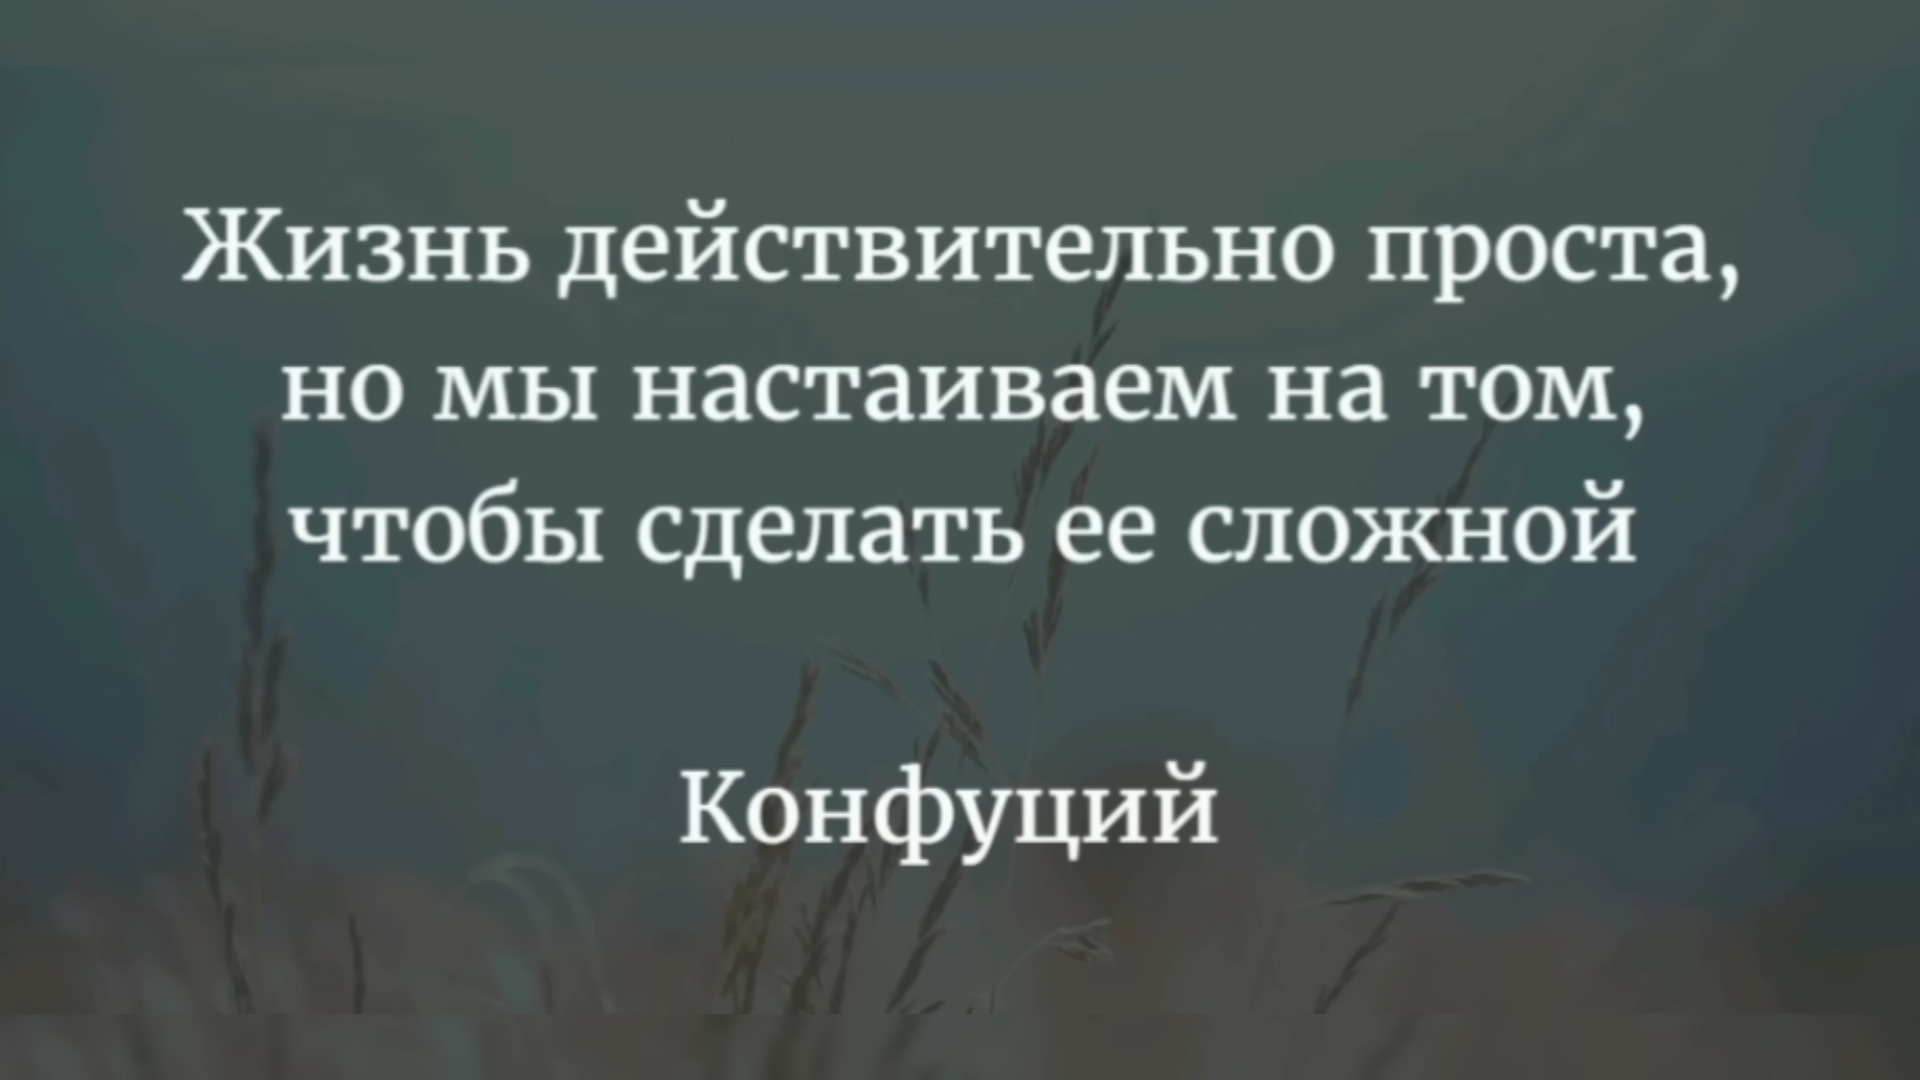 Жизнь действительно проста,
но мы настаиваем на том,
чтобы сделать ее сложной
Конфуций